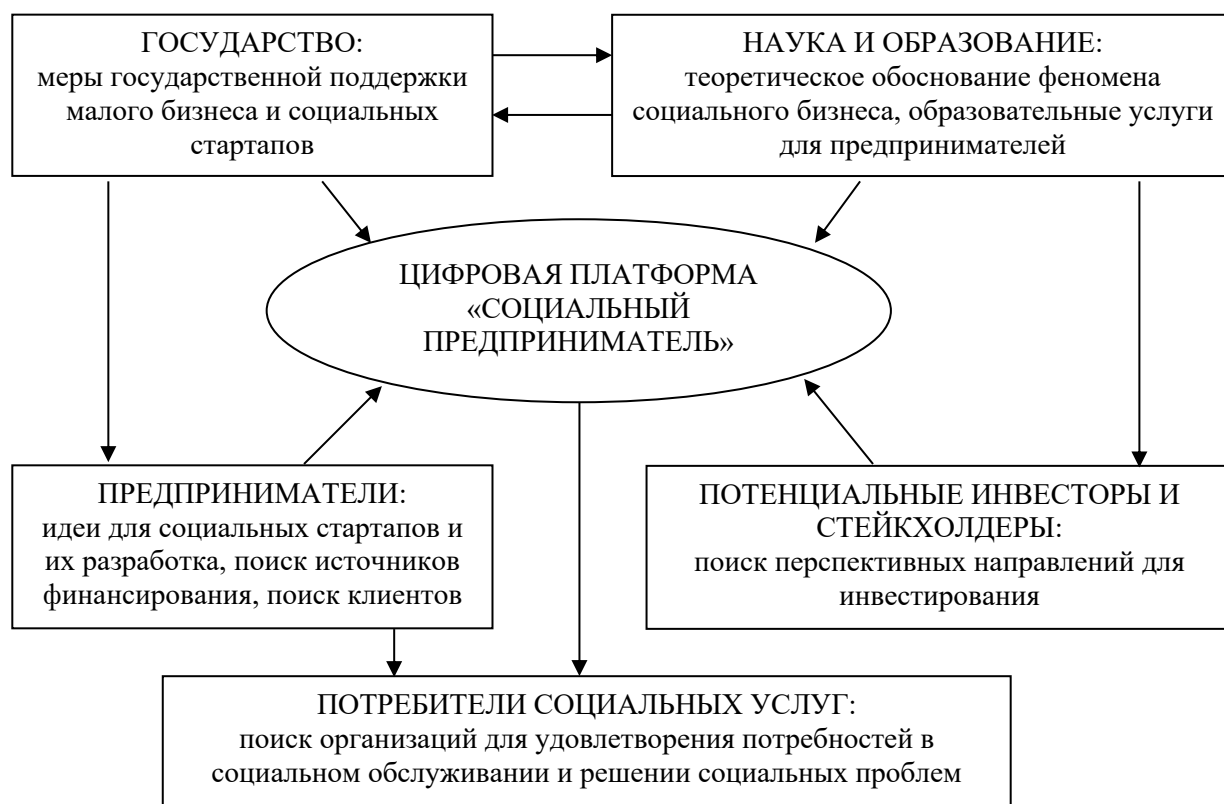 ГОСУДАРСТВО:
меры государственной поддержки
малого бизнеса и социальных
стартапов
НАУКА И ОБРАЗОВАНИЕ:
теоретическое обоснование феномена
социального бизнеса, образовательные услуги
для предпринимателей
ЦИФРОВАЯ ПЛАТФОРМА
«СОЦИАЛЬНЫЙ
ПРЕДПРИНИМАТЕЛЬ»
ПРЕДПРИНИМАТЕЛИ:
идеи для социальных стартапов и
их разработка, поиск источников
финансирования, поиск клиентов
ПОТЕНЦИАЛЬНЫЕ ИНВЕСТОРЫ И
СТЕЙКХОЛДЕРЫ:
поиск перспективных направлений для
инвестирования
ПОТРЕБИТЕЛИ СОЦИАЛЬНЫХ УСЛУГ:
поиск организаций для удовлетворения потребностей в
социальном обслуживании и решении социальных проблем